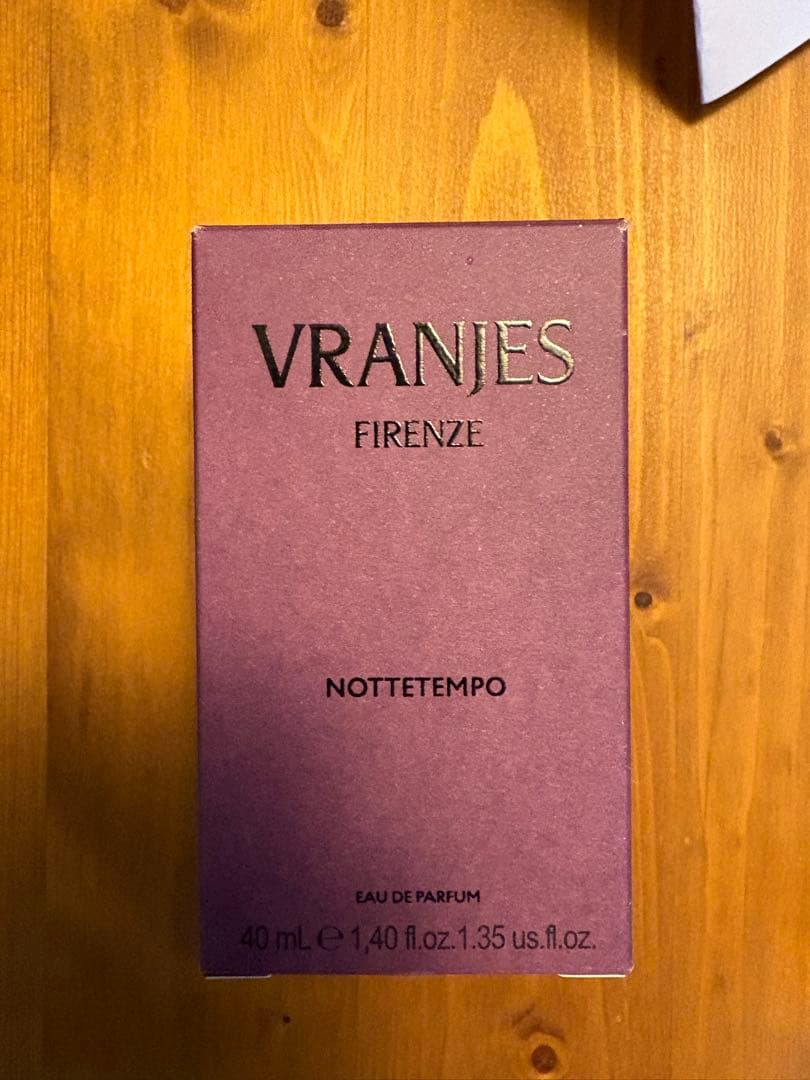 VRANJES
FIRENZE
NOTTETEMPO
EAU DE PARFUM
40 mL ℮ 1,40 fl.oz.1.35 us.fl.oz.